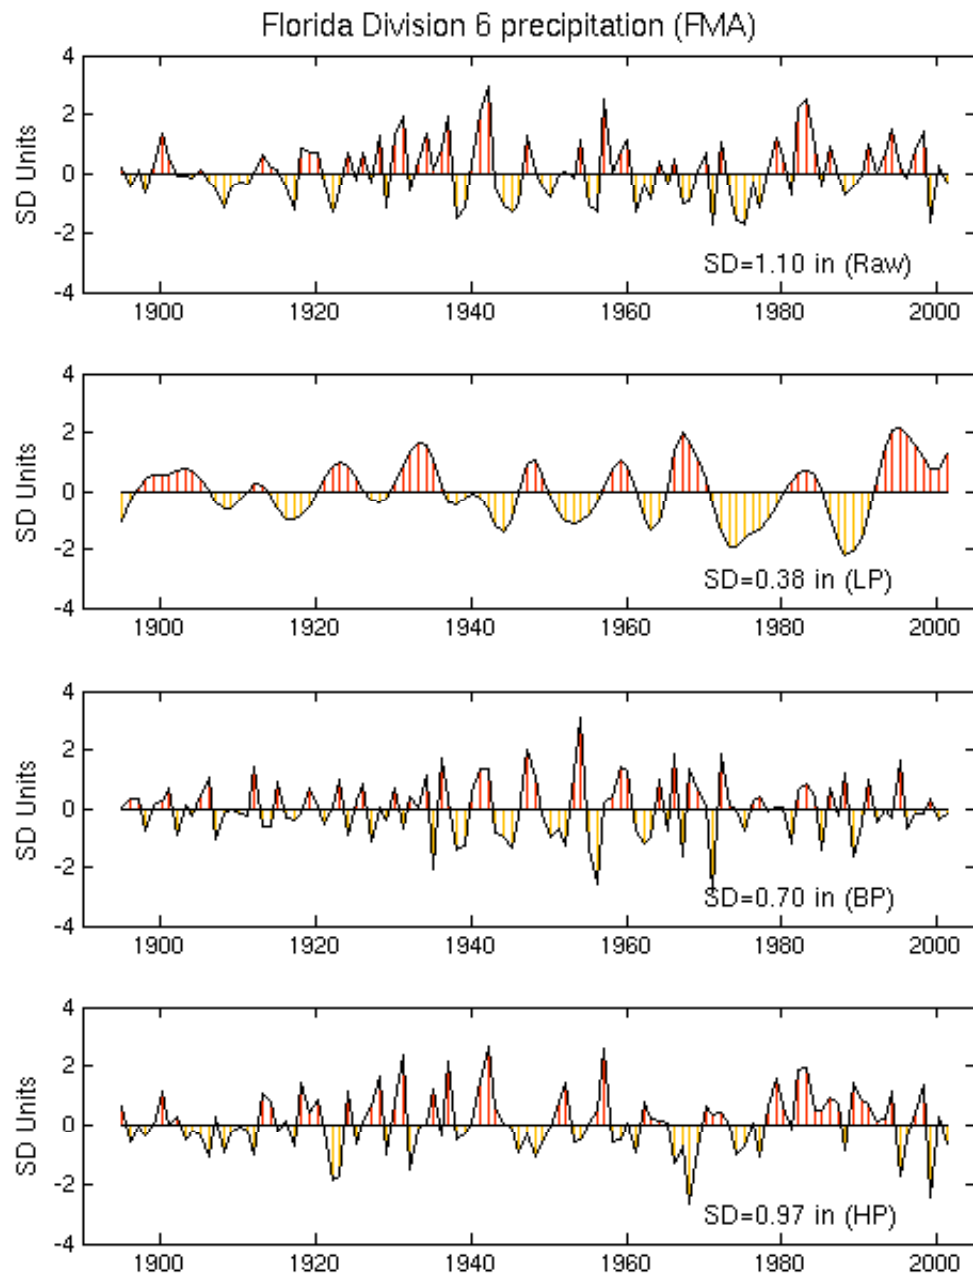 Florida Division 6 precipitation (FMA)
4
2
0
-2
-4
SD Units
SD=1.10 in (Raw)
1900 1920 1940 1960 1980 2000
4
2
0
-2
-4
SD Units
SD=0.38 in (LP)
1900 1920 1940 1960 1980 2000
4
2
0
-2
-4
SD Units
SD=0.70 in (BP)
1900 1920 1940 1960 1980 2000
4
2
0
-2
-4
SD Units
SD=0.97 in (HP)
1900 1920 1940 1960 1980 2000